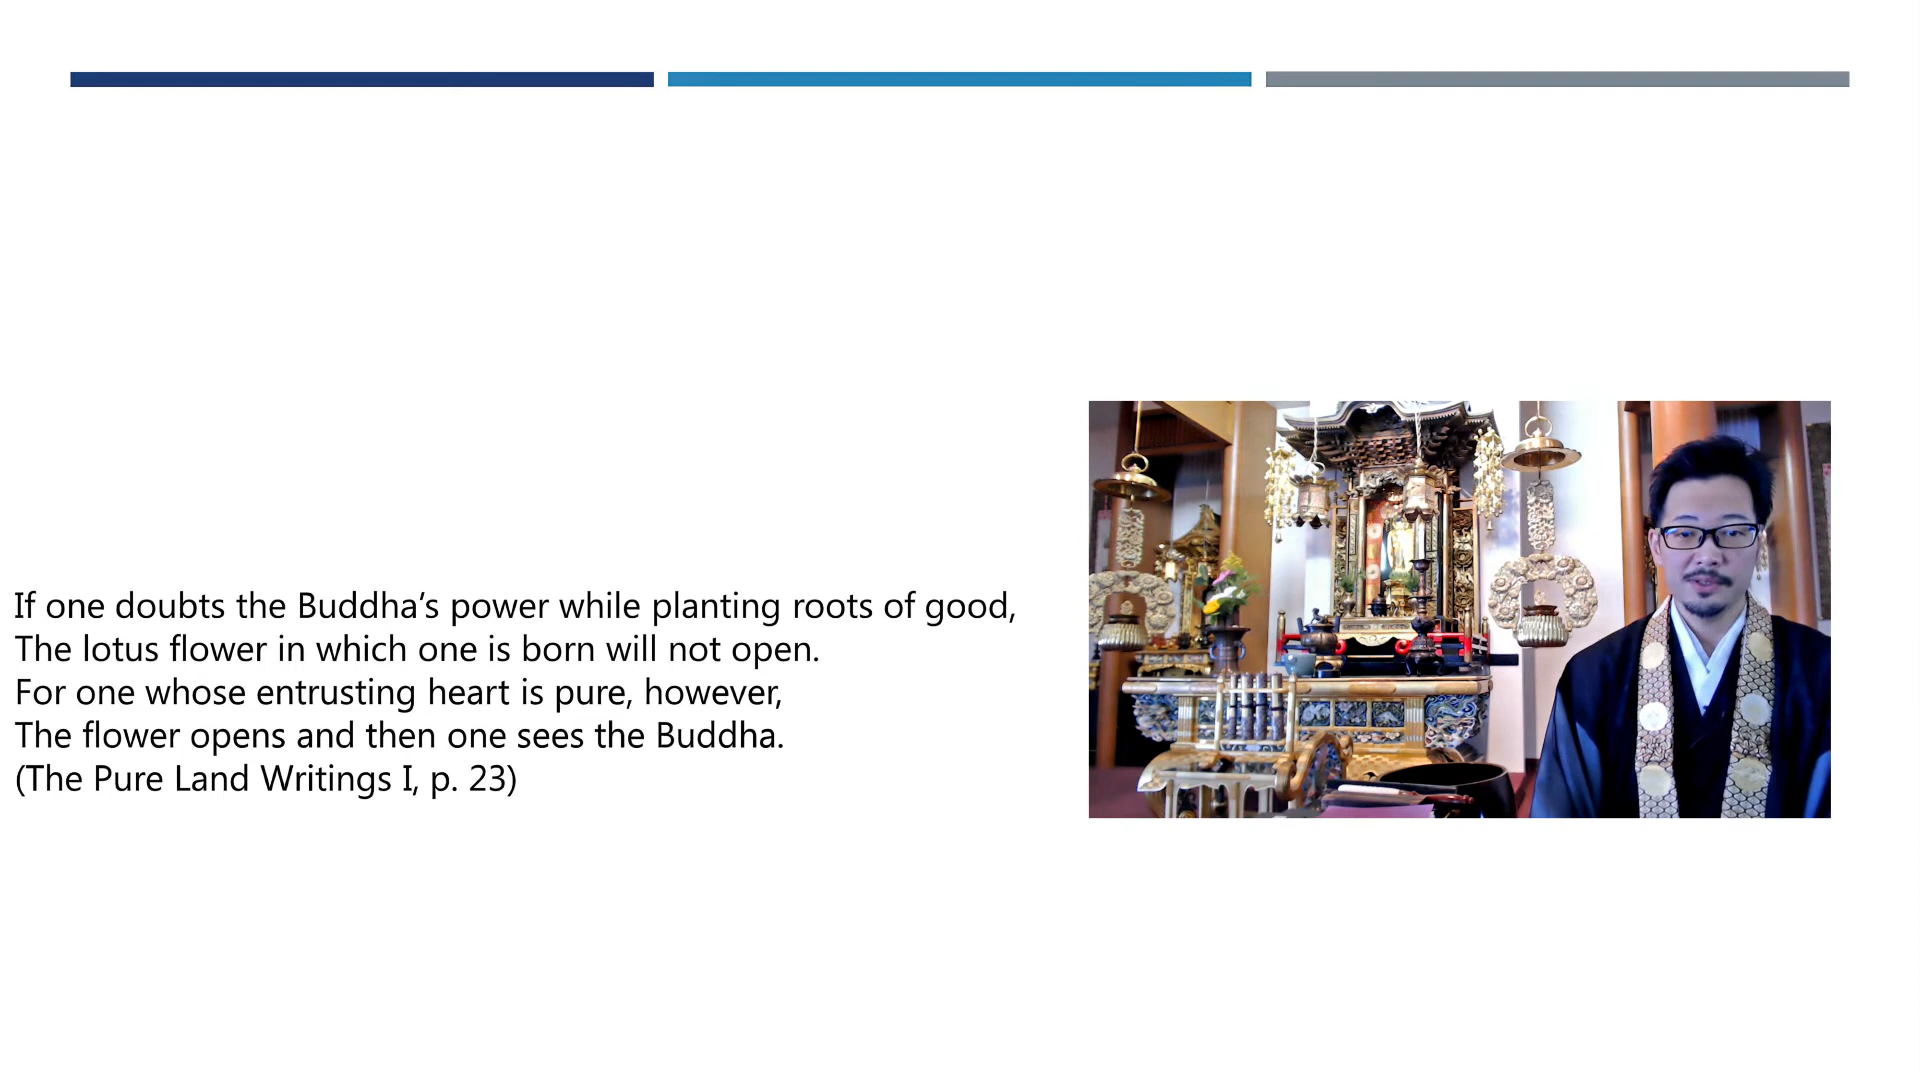 If one doubts the Buddha’s power while planting roots of good,
The lotus flower in which one is born will not open.
For one whose entrusting heart is pure, however,
The flower opens and then one sees the Buddha.
(The Pure Land Writings I, p. 23)